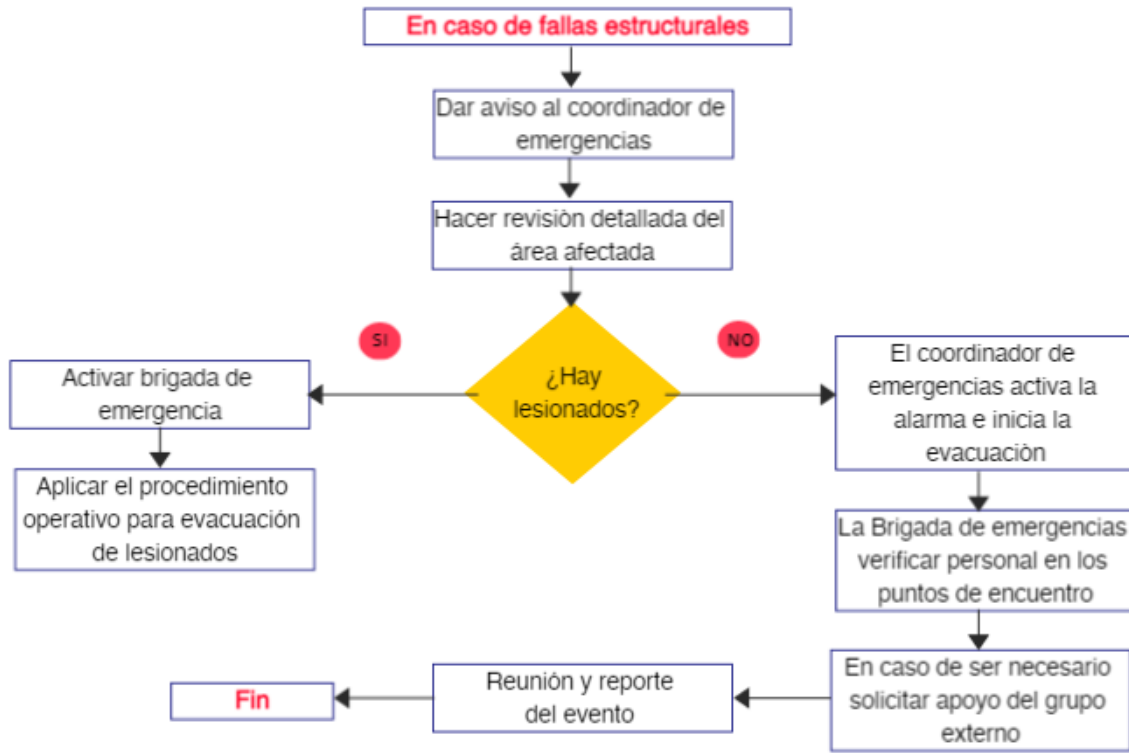 En caso de fallas estructurales
Dar aviso al coordinador de
emergencias
Hacer revisión detallada del
área afectada
¿Hay
lesionados?
SI
NO
Activar brigada de
emergencia
Aplicar el procedimiento
operativo para evacuación
de lesionados
El coordinador de
emergencias activa la
alarma e inicia la
evacuación
La Brigada de emergencias
verificar personal en los
puntos de encuentro
En caso de ser necesario
solicitar apoyo del grupo
externo
Reunión y reporte
del evento
Fin